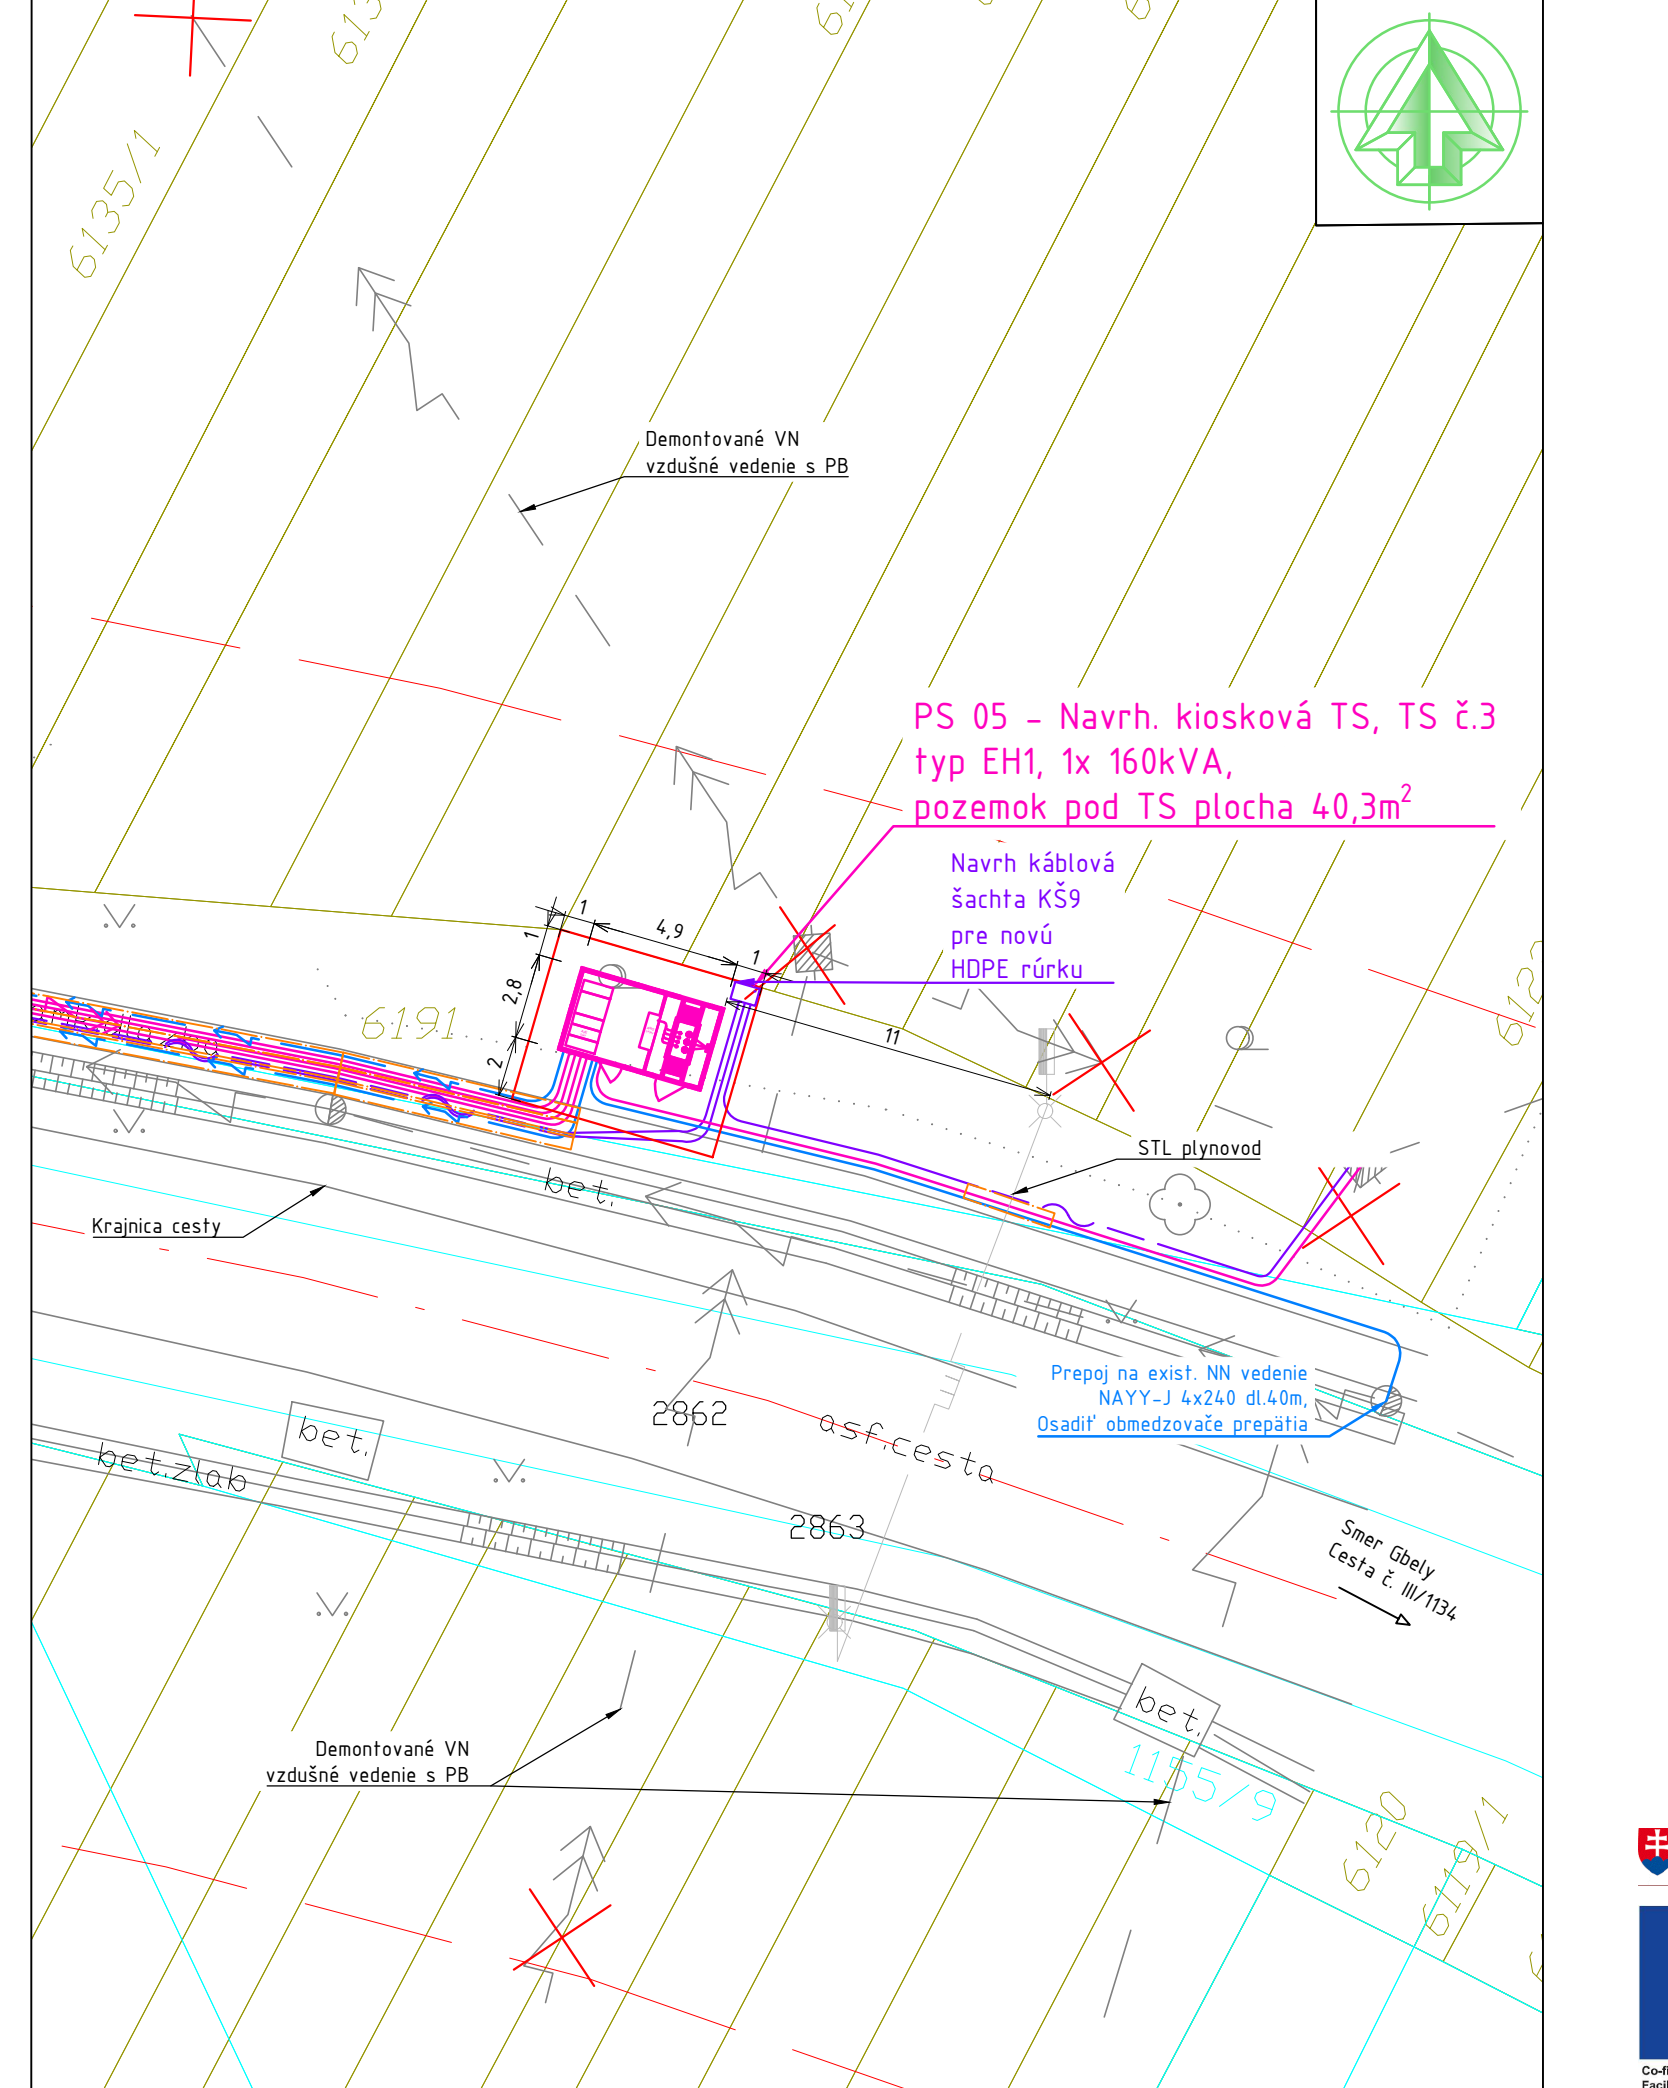 6135/1
Demontované VN
vzdušné vedenie s PB
PS 05 - Navrh. kiosková TS, TS č.3
typ EH1, 1x 160kVA,
pozemok pod TS plocha 40,3m²
Navrh káblová
šachta KŠ9
pre novú
HDPE rúrku
1
4,9
1
1
2,8
2
11
6191
STL plynovod
bet.
Krajnica cesty
Prepoj na exist. NN vedenie
NAYY-J 4x240 dl.40m,
Osadiť obmedzovače prepätia
2862
asf.cesta
bet.
bet.zlab
2863
Smer Gbely
Cesta č. III/1134
bet.
1155/9
Demontované VN
vzdušné vedenie s PB
6120
6119/1